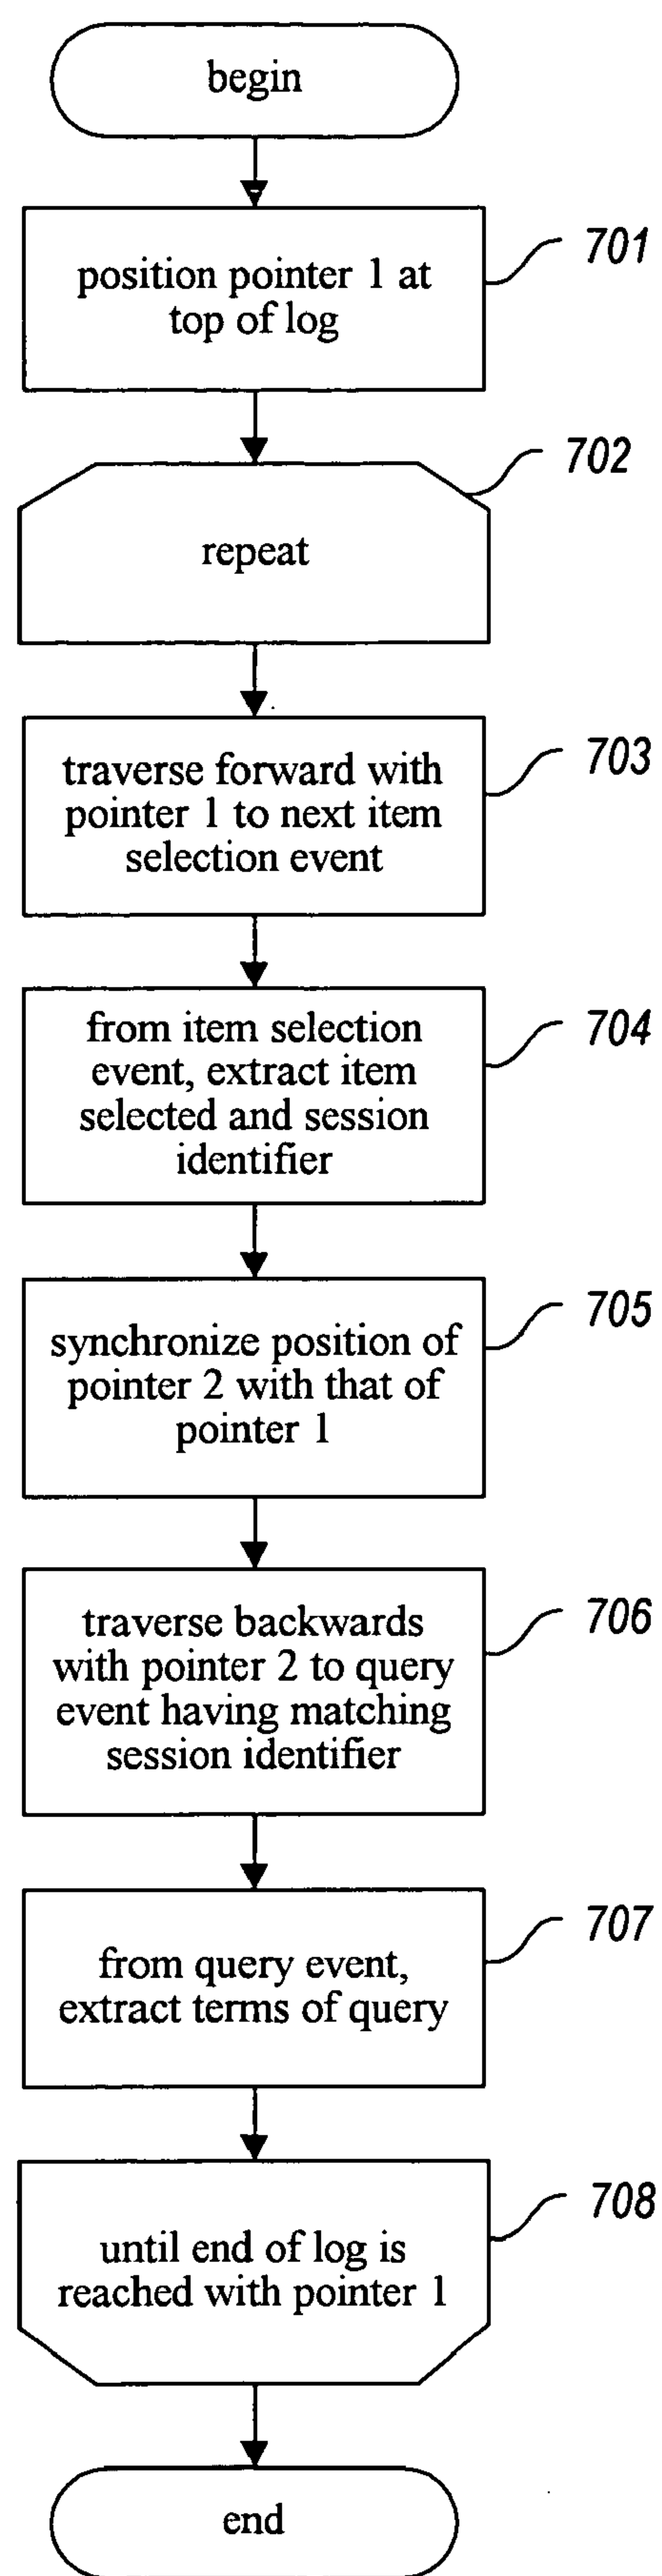 begin
701
position pointer 1 at
top of log
702
repeat
703
traverse forward with
pointer 1 to next item
selection event
704
from item selection
event, extract item
selected and session
identifier
705
synchronize position of
pointer 2 with that of
pointer 1
706
traverse backwards
with pointer 2 to query
event having matching
session identifier
707
from query event,
extract terms of query
708
until end of log is
reached with pointer 1
end